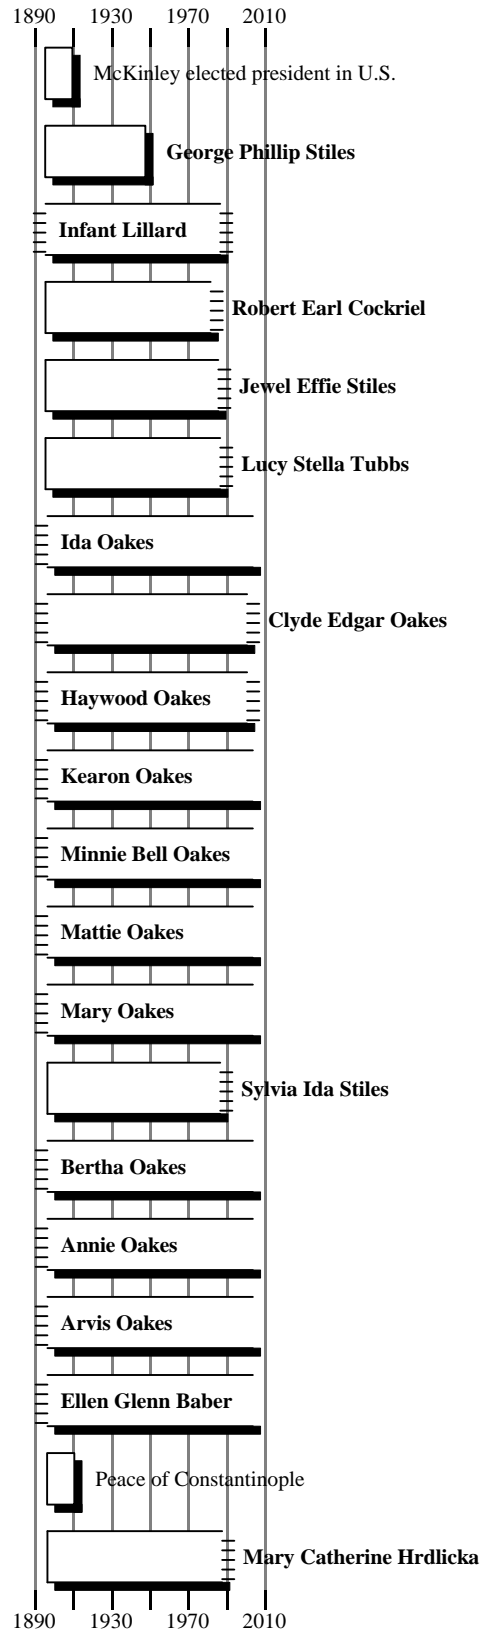 1890 1930 1970 2010
McKinley elected president in U.S.
George Phillip Stiles
Infant Lillard
Robert Earl Cockriel
Jewel Effie Stiles
Lucy Stella Tubbs
Ida Oakes
Clyde Edgar Oakes
Haywood Oakes
Kearon Oakes
Minnie Bell Oakes
Mattie Oakes
Mary Oakes
Sylvia Ida Stiles
Bertha Oakes
Annie Oakes
Arvis Oakes
Ellen Glenn Baber
Peace of Constantinople
Mary Catherine Hrdlicka
1890 1930 1970 2010